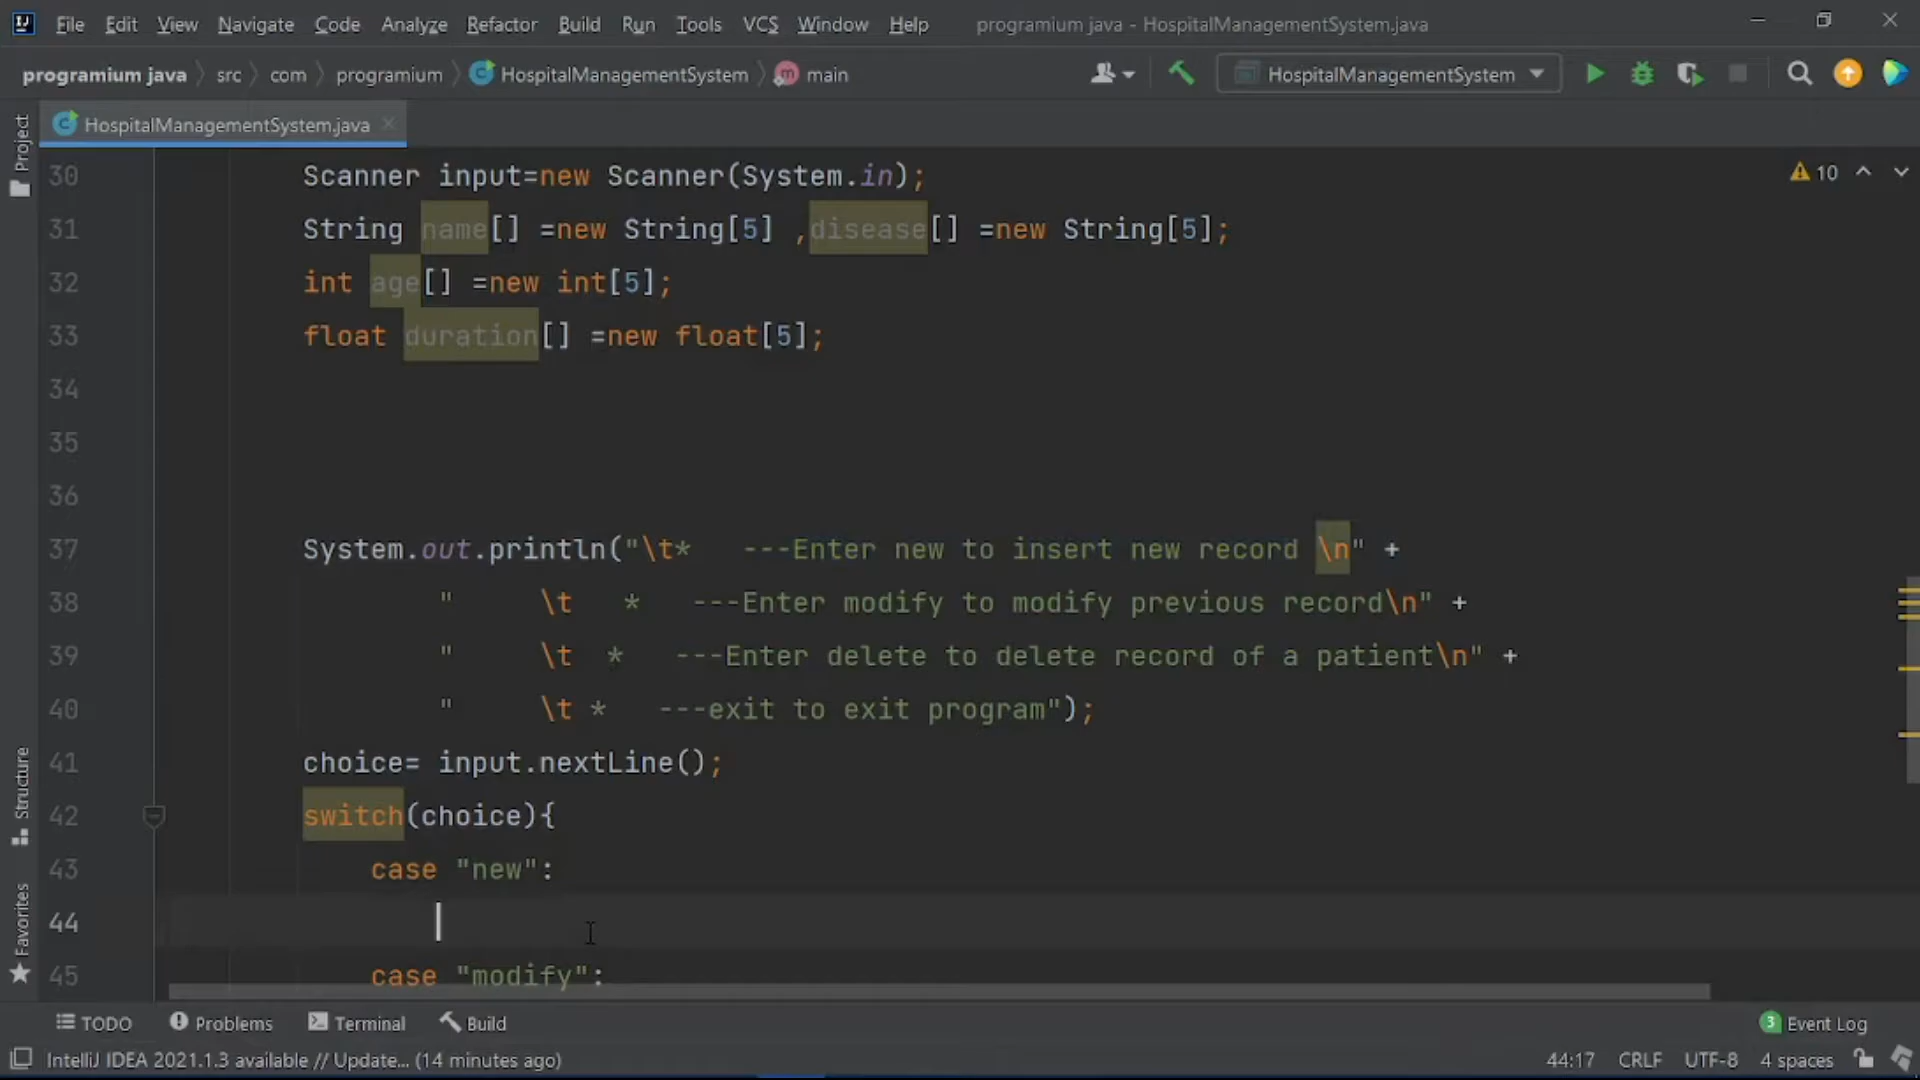 File Edit View Navigate Code Analyze Refactor Build Run Tools VCS Window Help programium java - HospitalManagementSystem.java
programium java src com programium HospitalManagementSystem main HospitalManagementSystem
HospitalManagementSystem.java
Project
10
30 Scanner input=new Scanner(System.in);
31 String name[] =new String[5] ,disease[] =new String[5];
32 int age[] =new int[5];
33 float duration[] =new float[5];
34
35
36
37 System.out.println("\t* ---Enter new to insert new record \n" +
38 " \t * ---Enter modify to modify previous record\n" +
39 " \t * ---Enter delete to delete record of a patient\n" +
40 " \t * ---exit to exit program");
41 choice= input.nextLine();
42 switch(choice){
43 case "new":
44
45 case "modify":
Structure
Favorites
TODO Problems Terminal Build 3 Event Log
IntelliJ IDEA 2021.1.3 available // Update... (14 minutes ago) 44:17 CRLF UTF-8 4 spaces